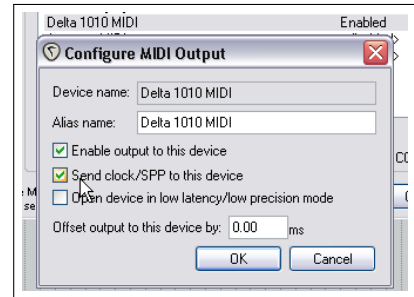 Delta 1010 MIDI Enabled
Configure MIDI Output
Device name: Delta 1010 MIDI
Alias name: Delta 1010 MIDI
Enable output to this device
Send clock/SPP to this device
Open device in low latency/low precision mode
Offset output to this device by: 0.00 ms
OK Cancel